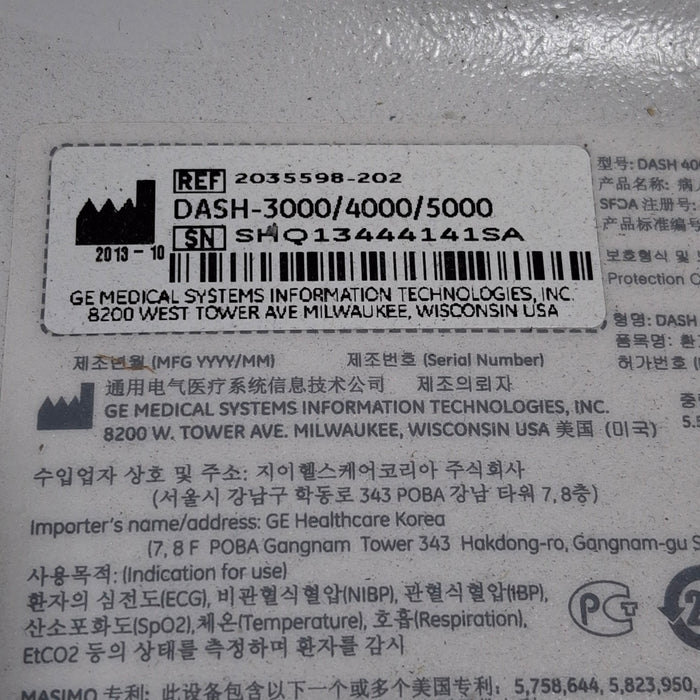 REF 2035598-202
DASH-3000/4000/5000
SN SHQ13444141SA
2013-10
GE MEDICAL SYSTEMS INFORMATION TECHNOLOGIES, INC.
8200 WEST TOWER AVE MILWAUKEE, WISCONSIN USA
型号: DASH 400
产品名称: 病
SFDA 注册号:
产品标准编号
보호형식 및
Protection
형명: DASH
품목명: 환
허가번호
제조년월 (MFG YYYY/MM) 제조번호 (Serial Number)
通用电气医疗系统信息技术公司 제조의뢰자
GE MEDICAL SYSTEMS INFORMATION TECHNOLOGIES, INC.
8200 W. TOWER AVE. MILWAUKEE, WISCONSIN USA 美国 (미국)
5.5
수입업자 상호 및 주소: 지이헬스케어코리아 주식회사
(서울시 강남구 학동로 343 POBA 강남 타워 7, 8층)
Importer's name/address: GE Healthcare Korea
(7, 8 F POBA Gangnam Tower 343 Hakdong-ro, Gangnam-gu S
사용목적: (Indication for use)
환자의 심전도(ECG), 비관혈식혈압(NIBP), 관혈식혈압(IBP),
산소포화도(SpO2),체온(Temperature), 호흡(Respiration),
EtCO2 등의 상태를 측정하며 환자를 감시
MASIMO 专利: 此设备包含以下一个或多个美国专利: 5,758,644, 5,823,950,